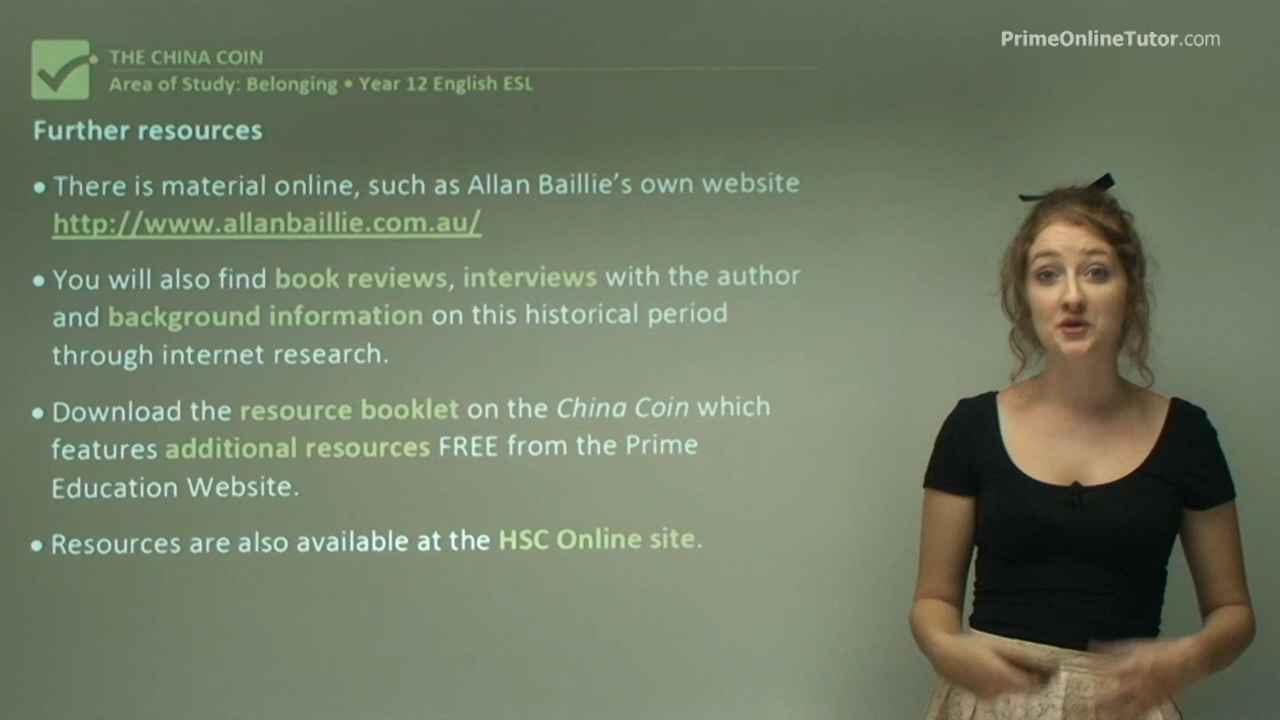 PrimeOnlineTutor.com
THE CHINA COIN
Area of Study: Belonging • Year 12 English ESL
Further resources
• There is material online, such as Allan Baillie's own website
http://www.allanbaillie.com.au/
• You will also find book reviews, interviews with the author
and background information on this historical period
through internet research.
• Download the resource booklet on the China Coin which
features additional resources FREE from the Prime
Education Website.
• Resources are also available at the HSC Online site.